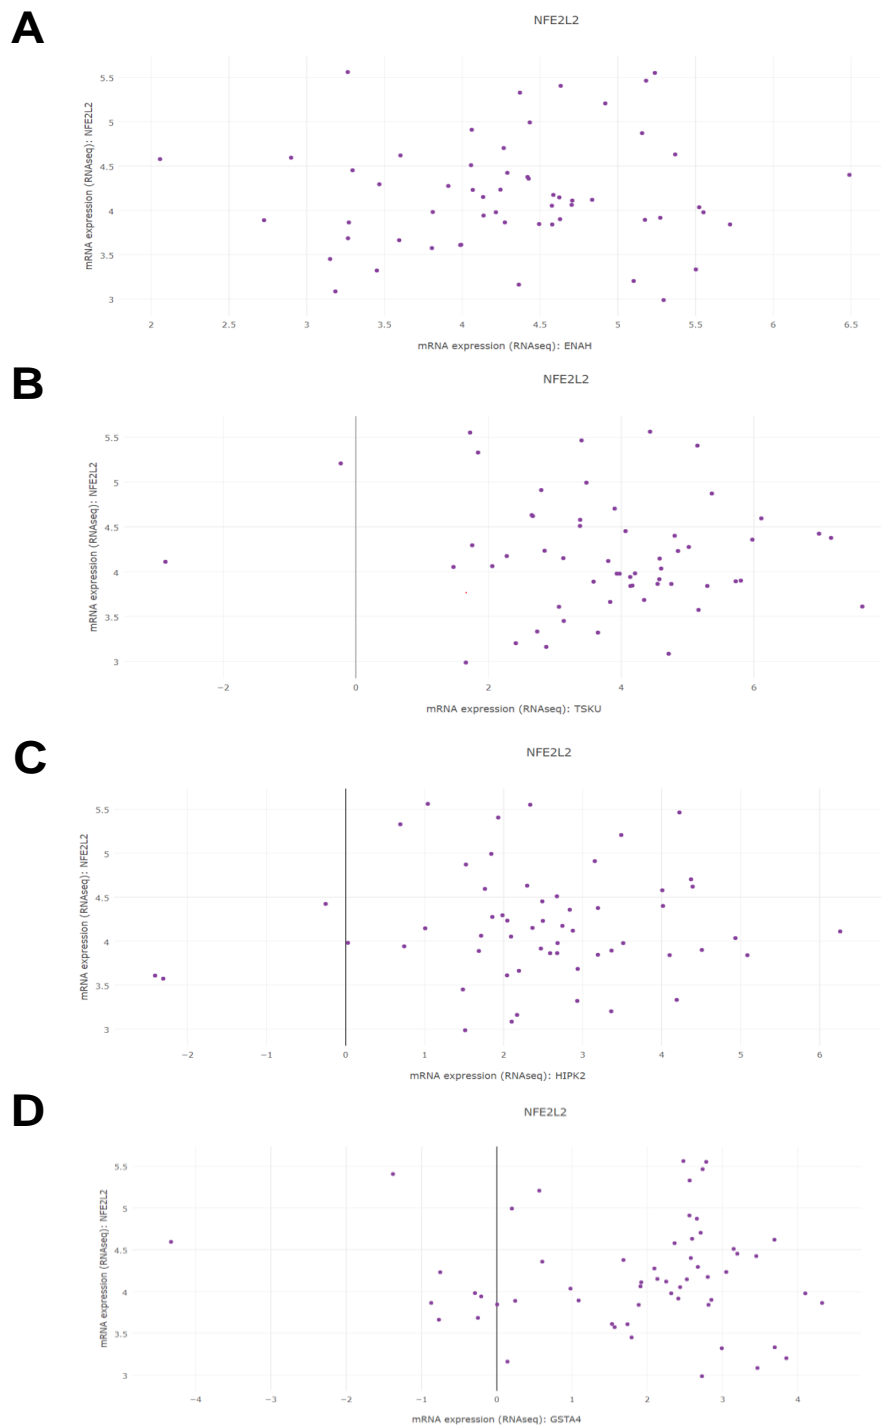 A
NFE2L2
mRNA expression (RNAseq): NFE2L2
5.5
5
4.5
4
3.5
3
2 2.5 3 3.5 4 4.5 5 5.5 6 6.5
mRNA expression (RNAseq): ENAH
B
NFE2L2
mRNA expression (RNAseq): NFE2L2
5.5
5
4.5
4
3.5
3
−2 0 2 4 6
mRNA expression (RNAseq): TSKU
C
NFE2L2
mRNA expression (RNAseq): NFE2L2
5.5
5
4.5
4
3.5
3
−2 −1 0 1 2 3 4 5 6
mRNA expression (RNAseq): HIPK2
D
NFE2L2
mRNA expression (RNAseq): NFE2L2
5.5
5
4.5
4
3.5
3
−4 −3 −2 −1 0 1 2 3 4
mRNA expression (RNAseq): GSTA4